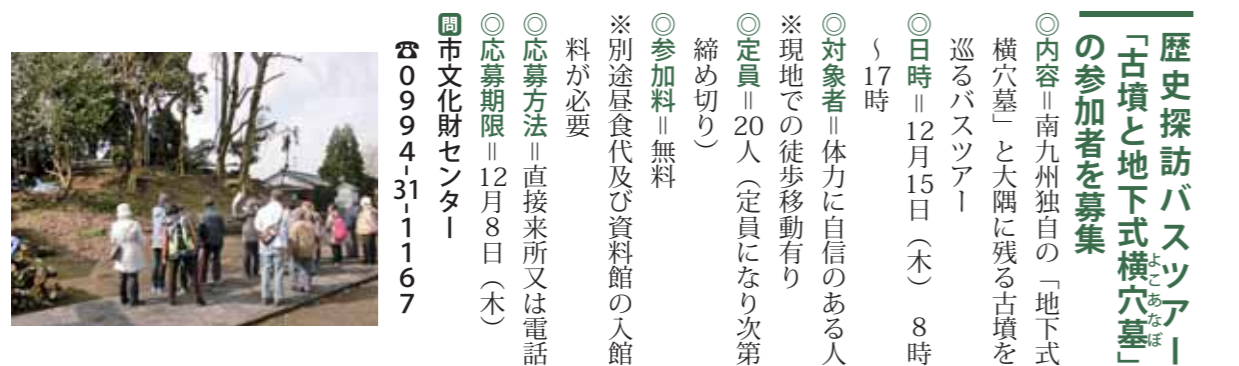 歴史探訪バスツアー
「古墳と地下式横穴墓」
よこあなぼ
の参加者を募集
◎内容＝南九州独自の「地下式
横穴墓」と大隅に残る古墳を
巡るバスツアー
◎日時＝12月15日（木）　8時
～17時
◎対象者＝体力に自信のある人
※現地での徒歩移動有り
◎定員＝20人（定員になり次第
締め切り）
◎参加料＝無料
※別途昼食代及び資料館の入館
料が必要
◎応募方法＝直接来所又は電話
◎応募期限＝12月8日（木）
問市文化財センター
☎0994-31-1167